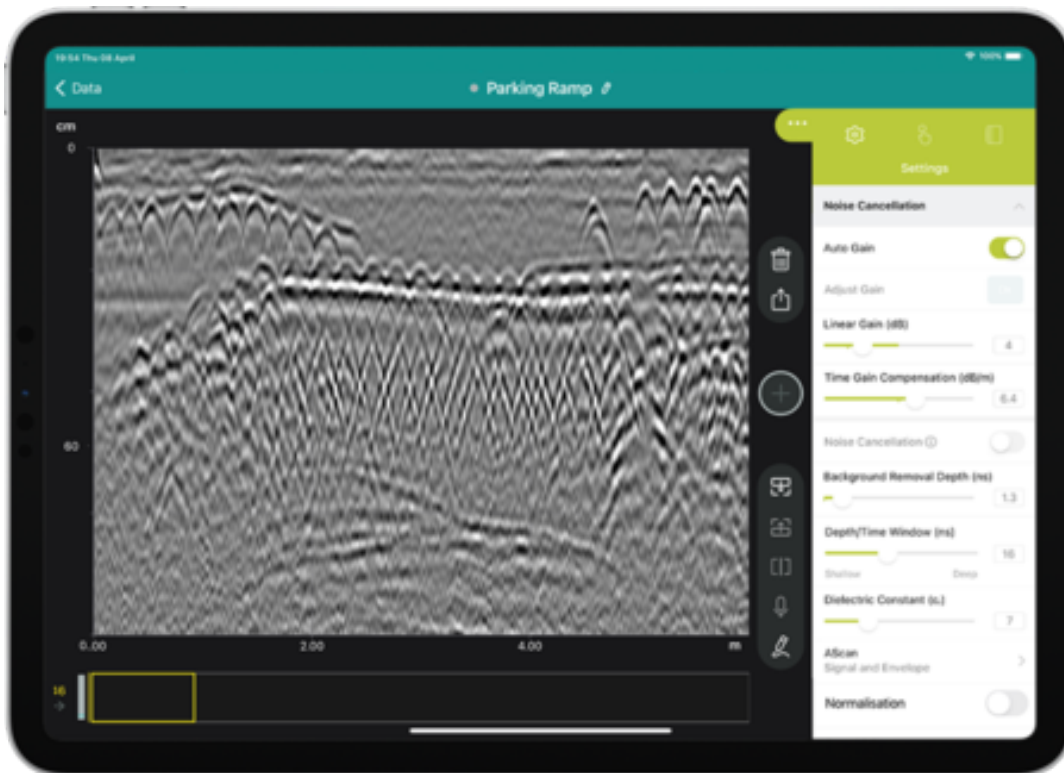 19:54 Thu 08 April
100%
Data
Parking Ramp
cm
0
60
0.00
2.00
4.00
m
16
Settings
Noise Cancellation
Auto Gain
Adjust Gain
Linear Gain (dB)
4
Time Gain Compensation (dB/m)
6.4
Noise Cancellation
Background Removal Depth (ns)
1.3
Depth/Time Window (ns)
16
Shallow
Deep
Dielectric Constant (εᵣ)
7
AScan
Signal and Envelope
Normalisation